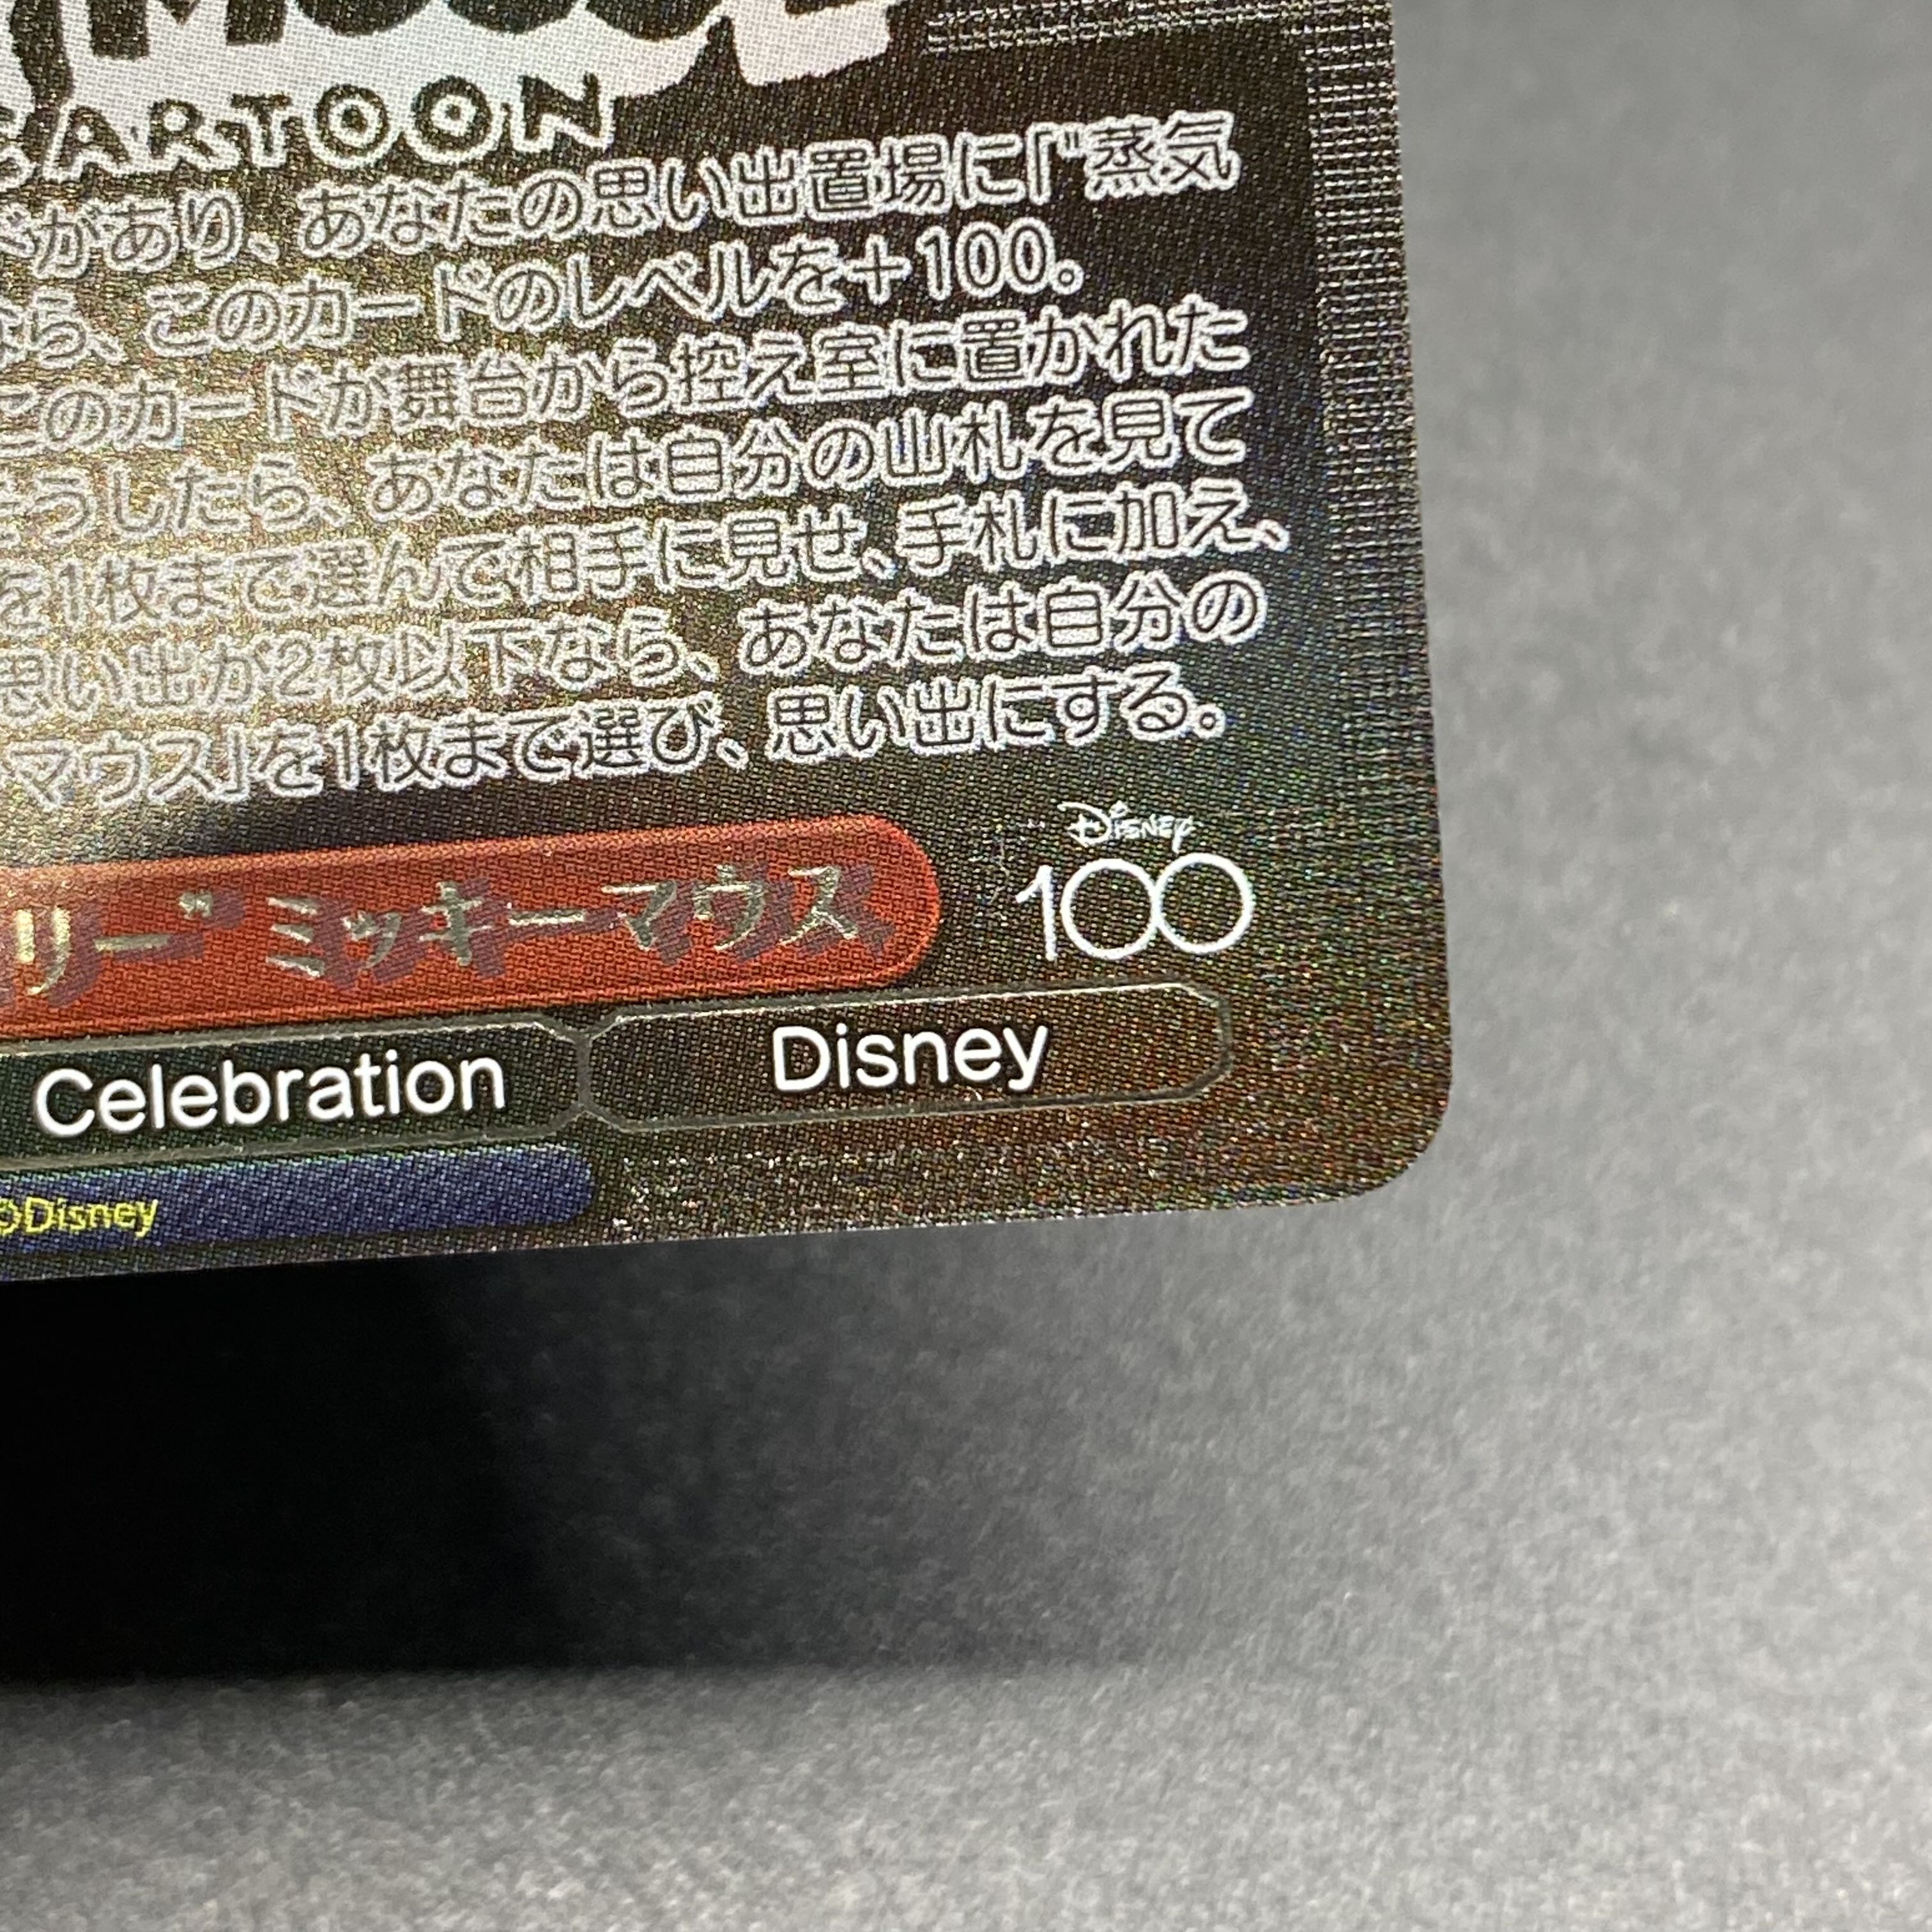 CARTOON
があり、あなたの思い出置場に「"蒸気
なら、このカードのレベルを+100。
このカードが舞台から控え室に置かれた
そうしたら、あなたは自分の山札を見て
を1枚まで選んで相手に見せ、手札に加え、
思い出が2枚以下なら、あなたは自分の
マウス」を1枚まで選び、思い出にする。
Disney
100
リー" ミッキーマウス
Celebration
Disney
©Disney